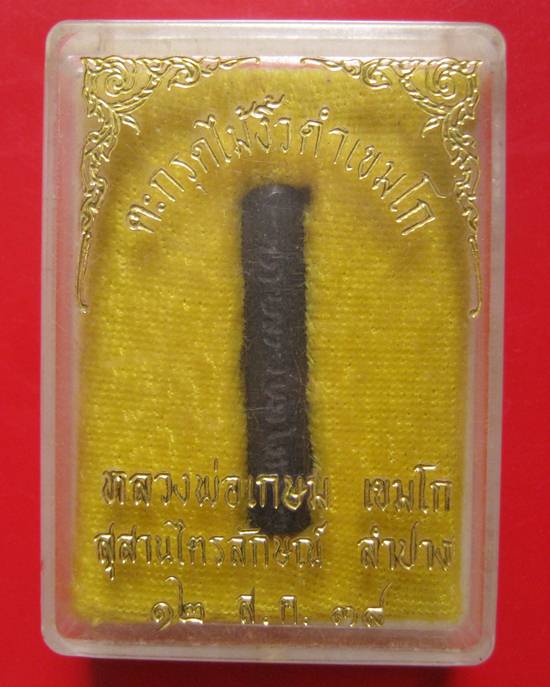 ตะกรุดไม้งิ้วดำเขมโก
หลวงพ่อเกษม เขมโก
สุสานไตรลักษณ์ ลำปาง
๑๒ ส.ค. ๓๘